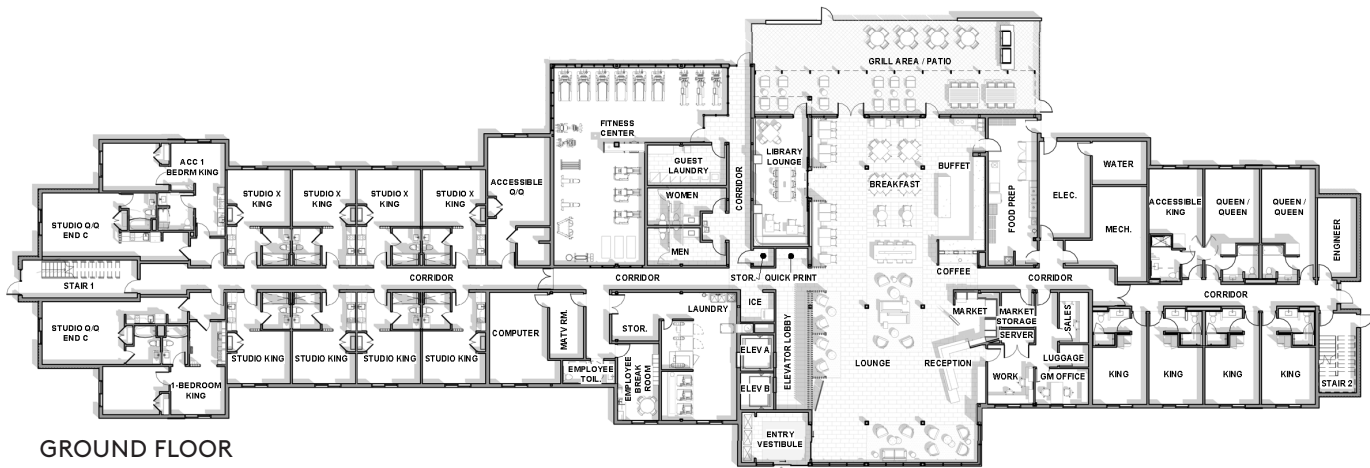 GRILL AREA / PATIO
FITNESS
CENTER
GUEST
LAUNDRY
WOMEN
MEN
CORRIDOR
LIBRARY
LOUNGE
BREAKFAST
BUFFET
FOOD PREP
ELEC.
WATER
MECH.
ACC 1
BEDRM KING
STUDIO Q/Q
END C
STUDIO X
KING
STUDIO X
KING
STUDIO X
KING
STUDIO X
KING
ACCESSIBLE
Q/Q
ACCESSIBLE
KING
QUEEN /
QUEEN
QUEEN /
QUEEN
ENGINEER
STAIR 1
CORRIDOR
CORRIDOR
STOR.
QUICK PRINT
COFFEE
CORRIDOR
CORRIDOR
STUDIO Q/Q
END C
1-BEDROOM
KING
STUDIO KING
STUDIO KING
STUDIO KING
STUDIO KING
COMPUTER
MATV RM.
STOR.
LAUNDRY
ICE
EMPLOYEE
TOIL.
EMPLOYEE
BREAK
ROOM
ELEV A
ELEV B
ELEVATOR LOBBY
ENTRY
VESTIBULE
LOUNGE
RECEPTION
MARKET
MARKET
STORAGE
SERVER
SALES
LUGGAGE
WORK
GM OFFICE
KING
KING
KING
KING
STAIR 2
GROUND FLOOR